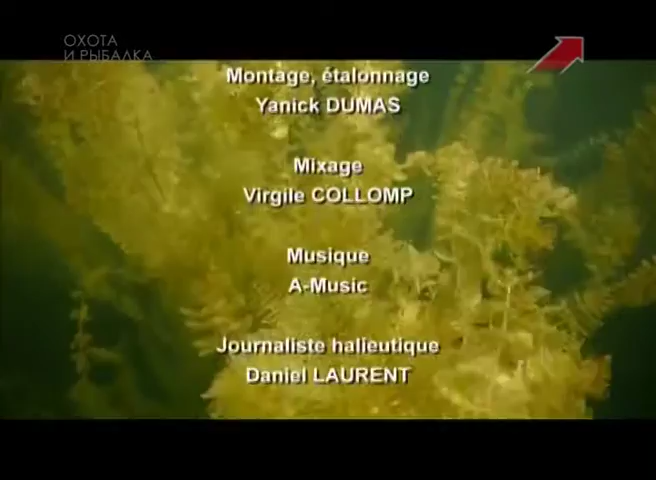 ОХОТА
И РЫБАЛКА
Montage, étalonnage
Yanick DUMAS
Mixage
Virgile COLLOMP
Musique
A-Music
Journaliste halieutique
Daniel LAURENT